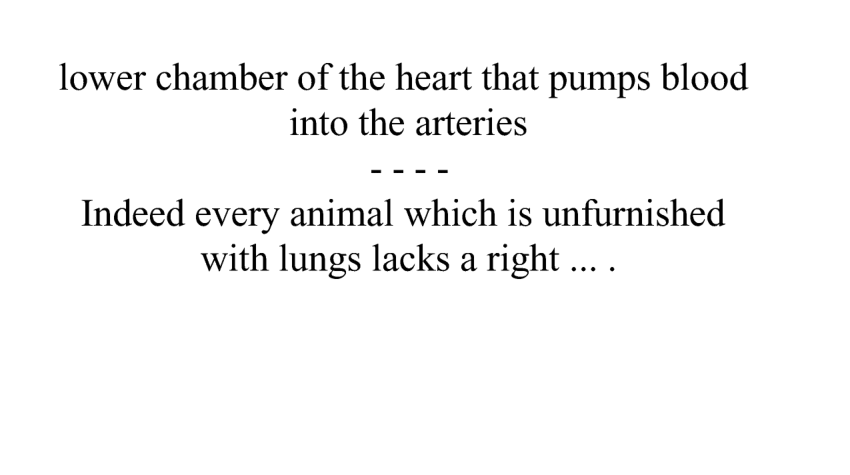 lower chamber of the heart that pumps blood
into the arteries
- - - -
Indeed every animal which is unfurnished
with lungs lacks a right ... .